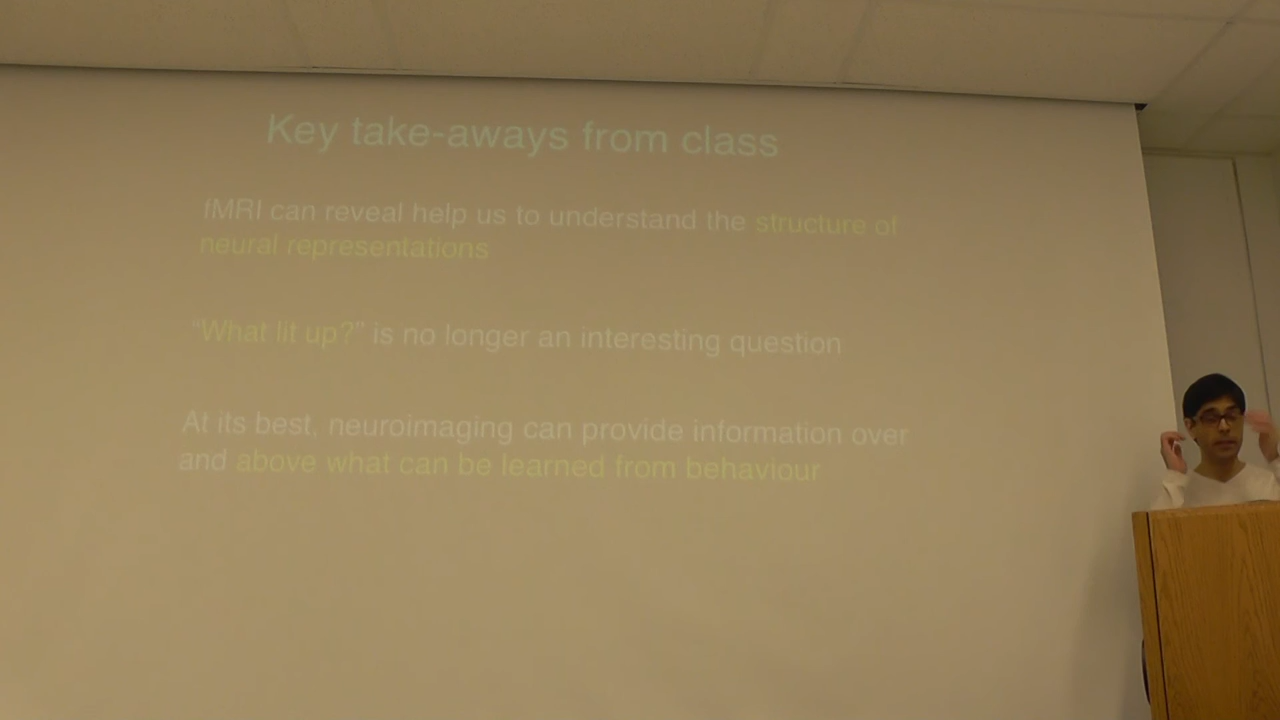 Key take-aways from class
fMRI can reveal help us to understand the structure of
neural representations
“What lit up?” is no longer an interesting question
At its best, neuroimaging can provide information over
and above what can be learned from behaviour